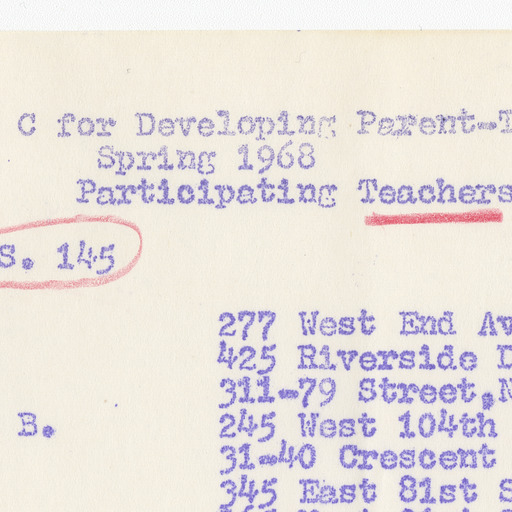 C for Developing Parent-T
Spring 1968
Participating Teachers
S. 145
277 West End Av
425 Riverside D
311-79 Street,N
B. 245 West 104th
31-40 Crescent
345 East 81st S